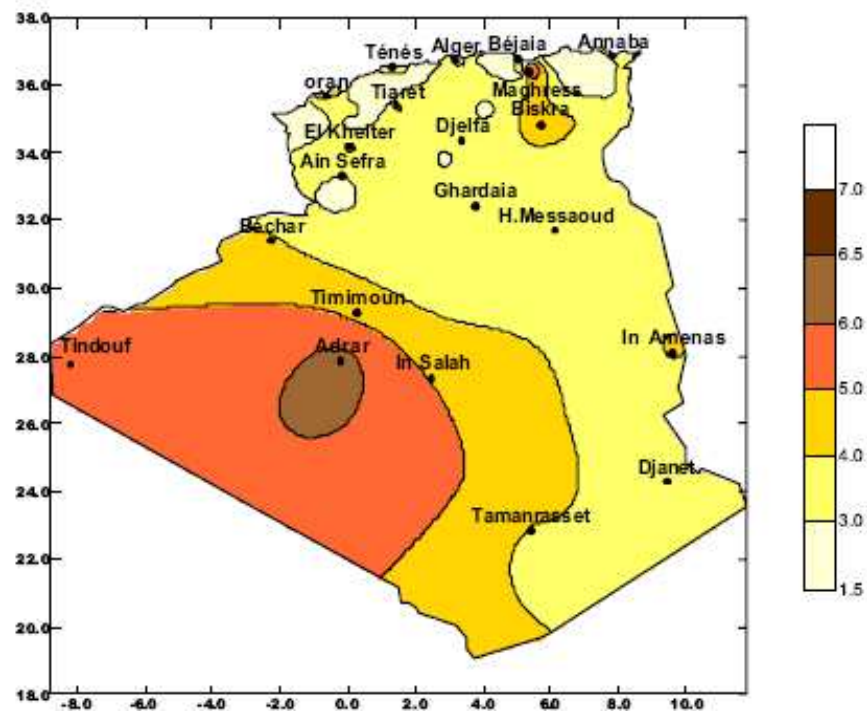 38.0
Alger Béjaia
Annaba
Ténés
36.0
oran
Maghress
Tiaret
Biskra
El Kheiter
Djelfa
34.0
Ain Sefra
Ghardaia
7.0
32.0
H.Messaoud
Béchar
6.5
30.0
Timimoun
6.0
In Amenas
Tindouf
Adrar
28.0
In Salah
5.0
26.0
4.0
Djanet
24.0
Tamanrasset
3.0
22.0
1.5
20.0
18.0
-8.0 -6.0 -4.0 -2.0 0.0 2.0 4.0 6.0 8.0 10.0